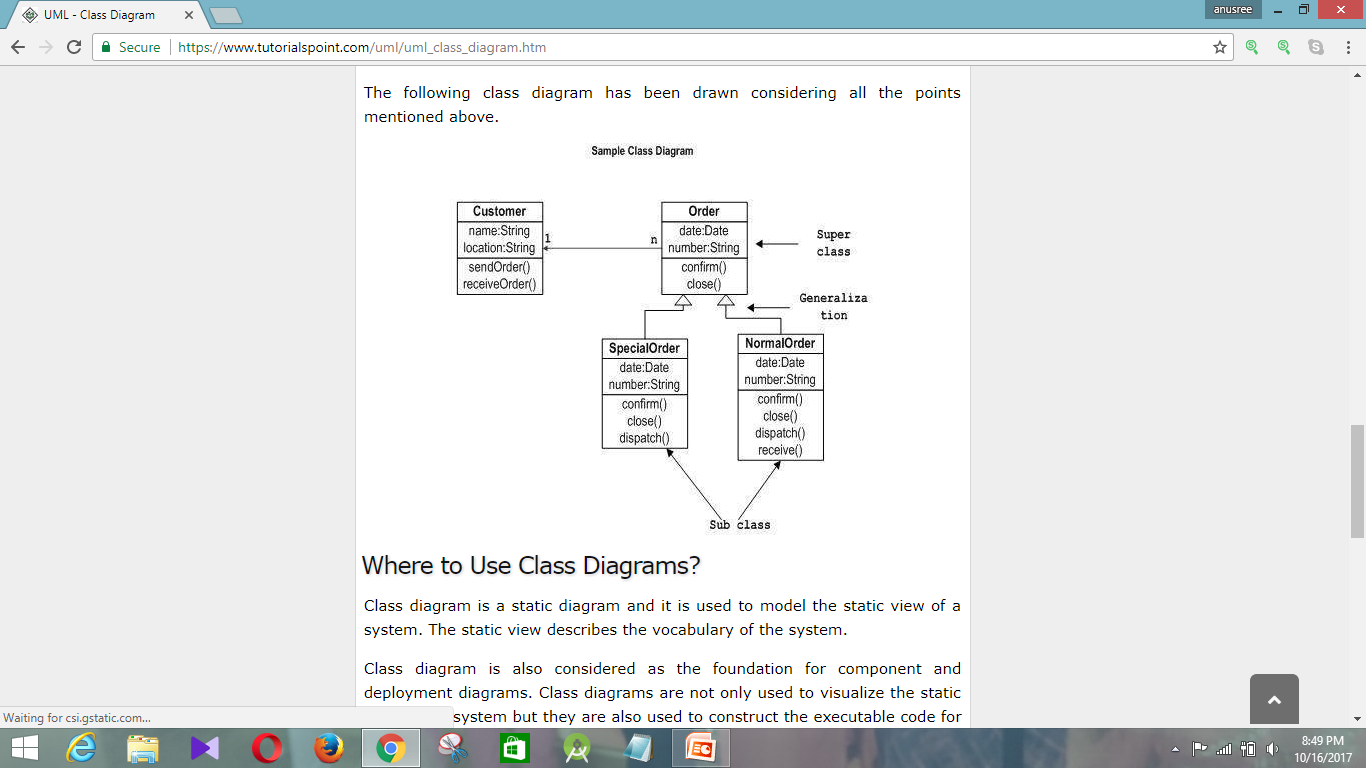 UML - Class Diagram
anusree
Secure
https://www.tutorialspoint.com/uml/uml_class_diagram.htm
The following class diagram has been drawn considering all the points
mentioned above.
Sample Class Diagram
Customer
name:String
location:String
sendOrder()
receiveOrder()
1
n
Order
date:Date
number:String
confirm()
close()
Super
class
Generaliza
tion
SpecialOrder
date:Date
number:String
confirm()
close()
dispatch()
NormalOrder
date:Date
number:String
confirm()
close()
dispatch()
receive()
Sub class
Where to Use Class Diagrams?
Class diagram is a static diagram and it is used to model the static view of a
system. The static view describes the vocabulary of the system.
Class diagram is also considered as the foundation for component and
deployment diagrams. Class diagrams are not only used to visualize the static
system but they are also used to construct the executable code for
Waiting for csi.gstatic.com...
8:49 PM
10/16/2017